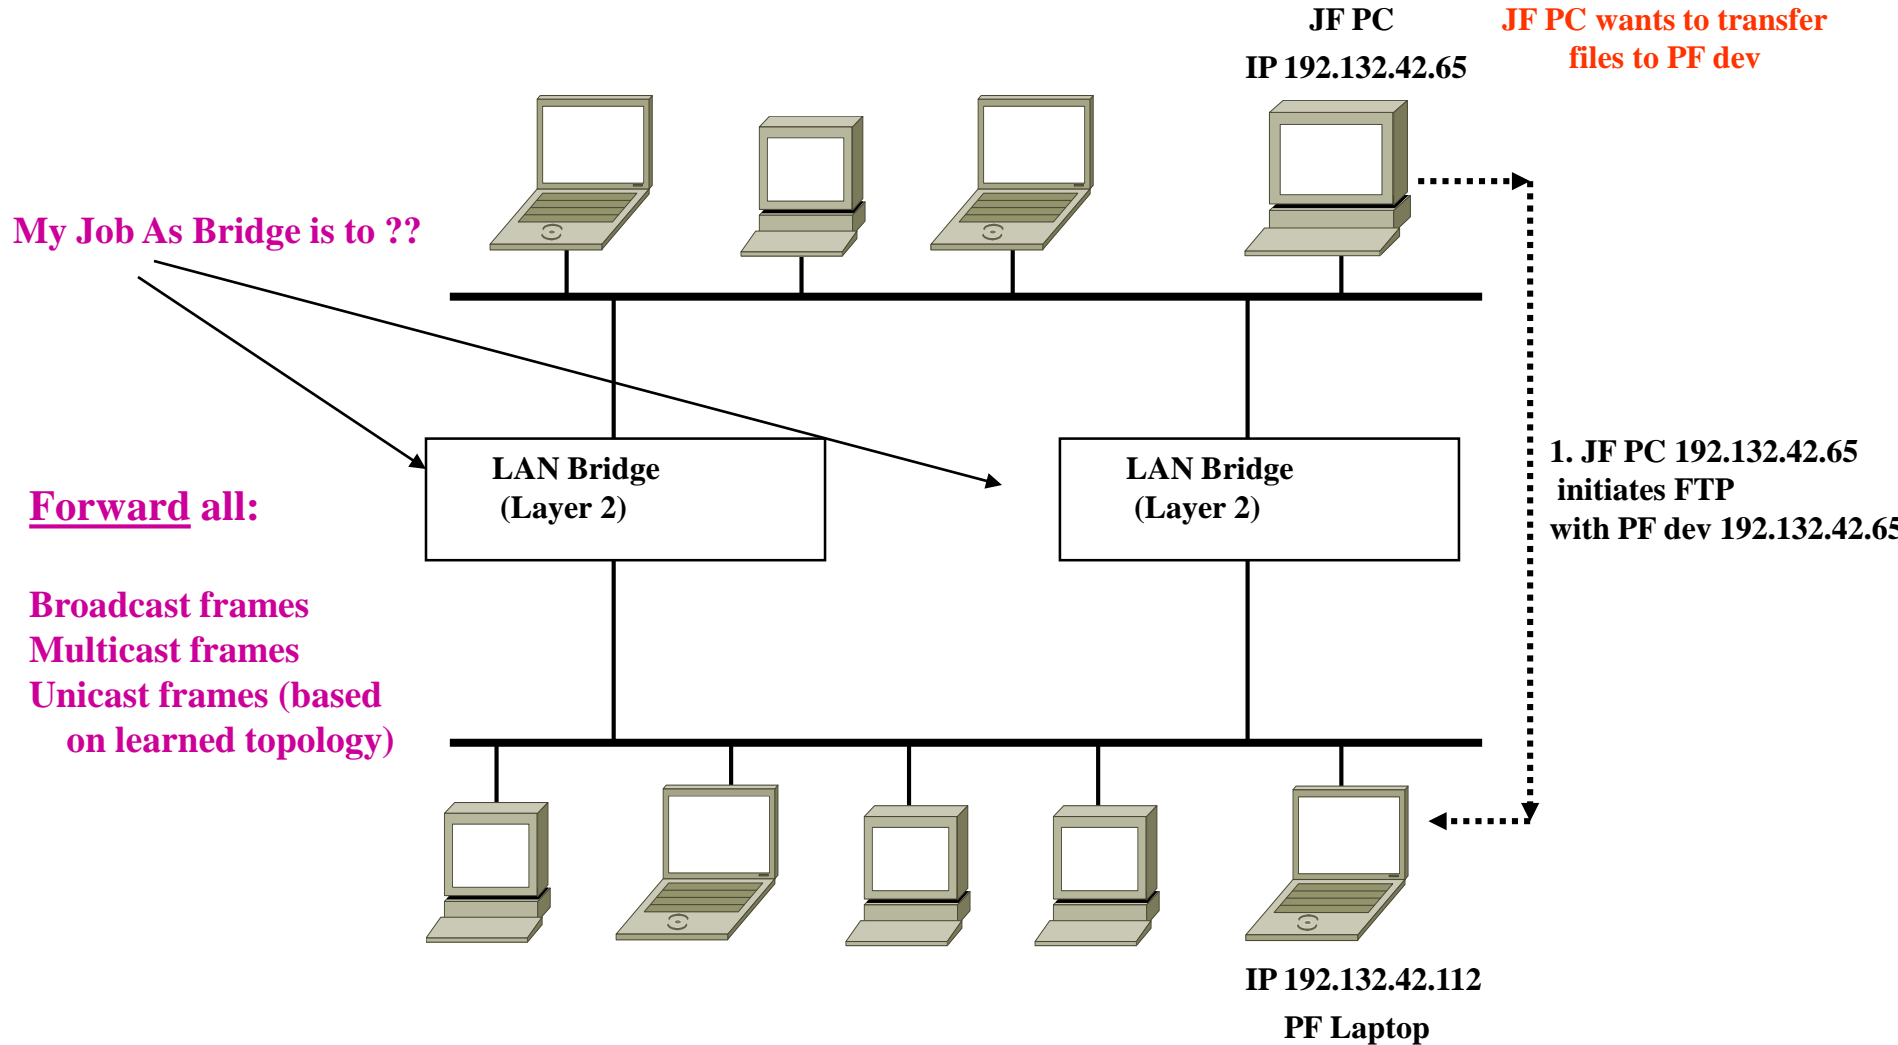 JF PC
IP 192.132.42.65
JF PC wants to transfer
files to PF dev
My Job As Bridge is to ??
LAN Bridge
(Layer 2)
LAN Bridge
(Layer 2)
1. JF PC 192.132.42.65
initiates FTP
with PF dev 192.132.42.65
Forward all:
Broadcast frames
Multicast frames
Unicast frames (based
on learned topology)
IP 192.132.42.112
PF Laptop